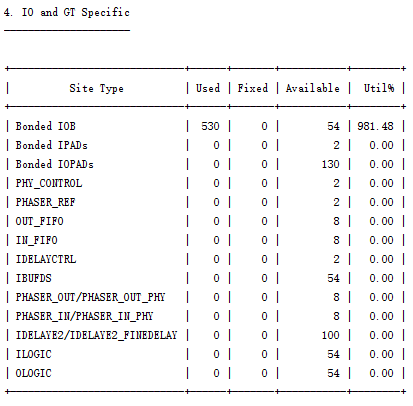 4. IO and GT Specific
---------------------
+-----------------------------+------+-------+-----------+--------+
| Site Type | Used | Fixed | Available | Util% |
+-----------------------------+------+-------+-----------+--------+
| Bonded IOB | 530 | 0 | 54 | 981.48 |
| Bonded IPADs | 0 | 0 | 2 | 0.00 |
| Bonded IOPADs | 0 | 0 | 130 | 0.00 |
| PHY_CONTROL | 0 | 0 | 2 | 0.00 |
| PHASER_REF | 0 | 0 | 2 | 0.00 |
| OUT_FIFO | 0 | 0 | 8 | 0.00 |
| IN_FIFO | 0 | 0 | 8 | 0.00 |
| IDELAYCTRL | 0 | 0 | 2 | 0.00 |
| IBUFDS | 0 | 0 | 54 | 0.00 |
| PHASER_OUT/PHASER_OUT_PHY | 0 | 0 | 8 | 0.00 |
| PHASER_IN/PHASER_IN_PHY | 0 | 0 | 8 | 0.00 |
| IDELAYE2/IDELAYE2_FINEDELAY | 0 | 0 | 100 | 0.00 |
| ILOGIC | 0 | 0 | 54 | 0.00 |
| OLOGIC | 0 | 0 | 54 | 0.00 |
+-----------------------------+------+-------+-----------+--------+